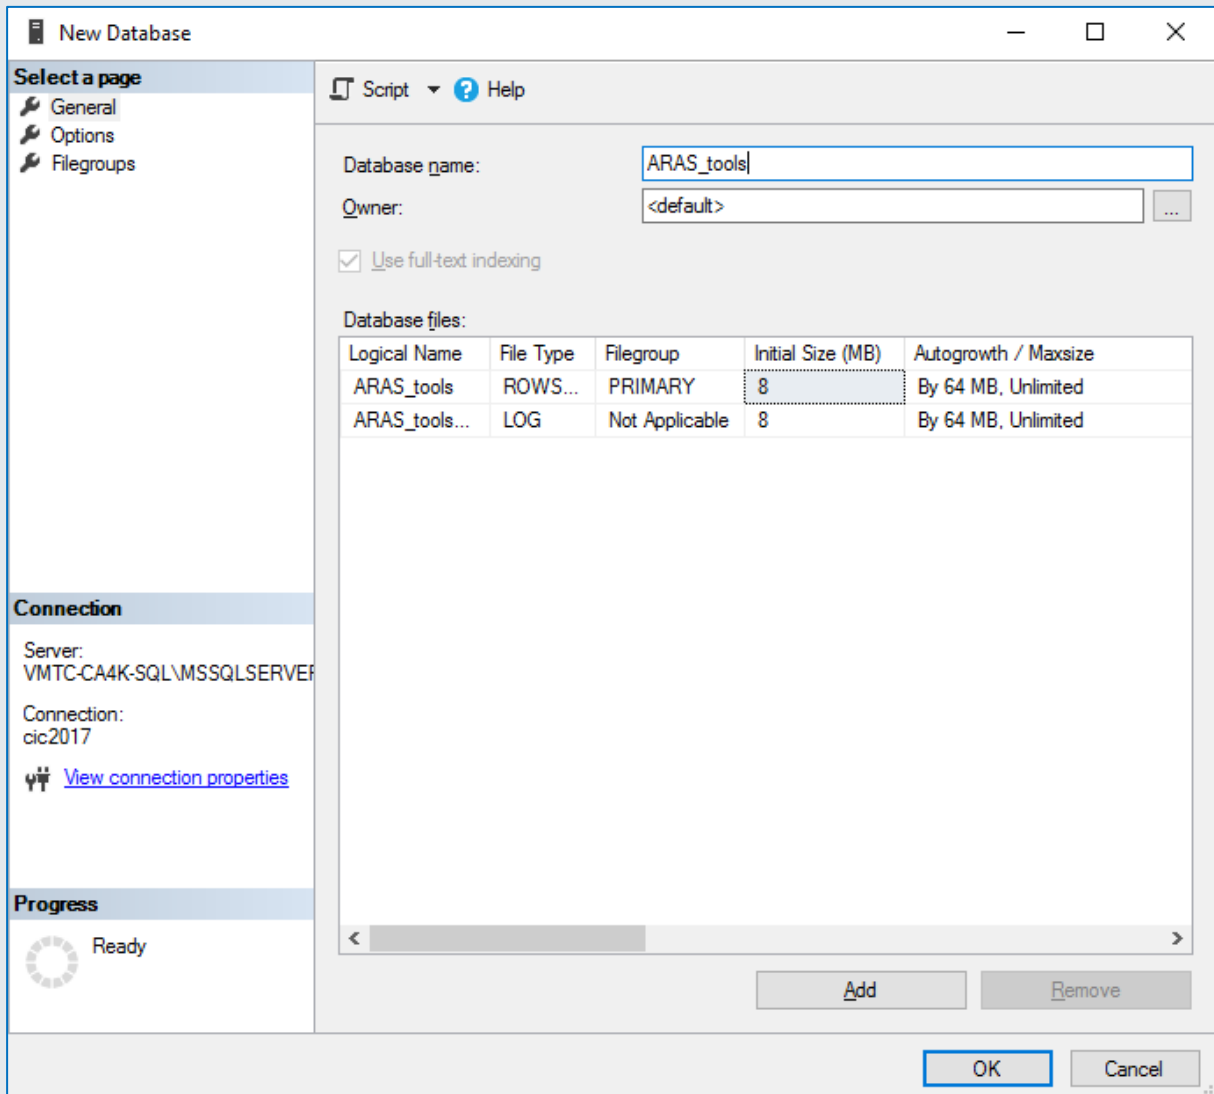 New Database
Select a page
General
Options
Filegroups
Script Help
Database name: ARAS_tools
Owner: <default> ...
Use full-text indexing
Database files:
Logical Name File Type Filegroup Initial Size (MB) Autogrowth / Maxsize
ARAS_tools ROWS... PRIMARY 8 By 64 MB, Unlimited
ARAS_tools... LOG Not Applicable 8 By 64 MB, Unlimited
Connection
Server:
VMTC-CA4K-SQL\MSSQLSERVER
Connection:
cic2017
View connection properties
Progress
Ready
Add Remove
OK Cancel